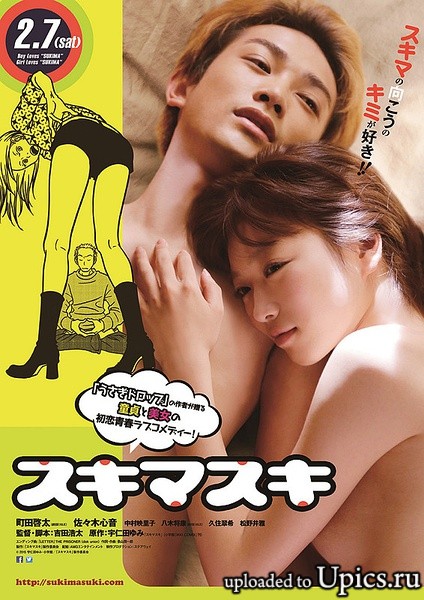 2.7(sat)
Boy Loves "SUKIMA"
Girl Loves "SUKIMA"
スキマの向こうの
キミが好き!!
「うさぎドロップ」の作者が贈る
童貞と美女の
初恋青春ラブコメディー!
スキマスキ
町田啓太 佐々木心音 中村映里子 八木将康 久住翠希 松野井雅
監督・脚本:吉田浩太 原作:宇仁田ゆみ
http://sukimasuki.com/
uploaded to Upics.ru